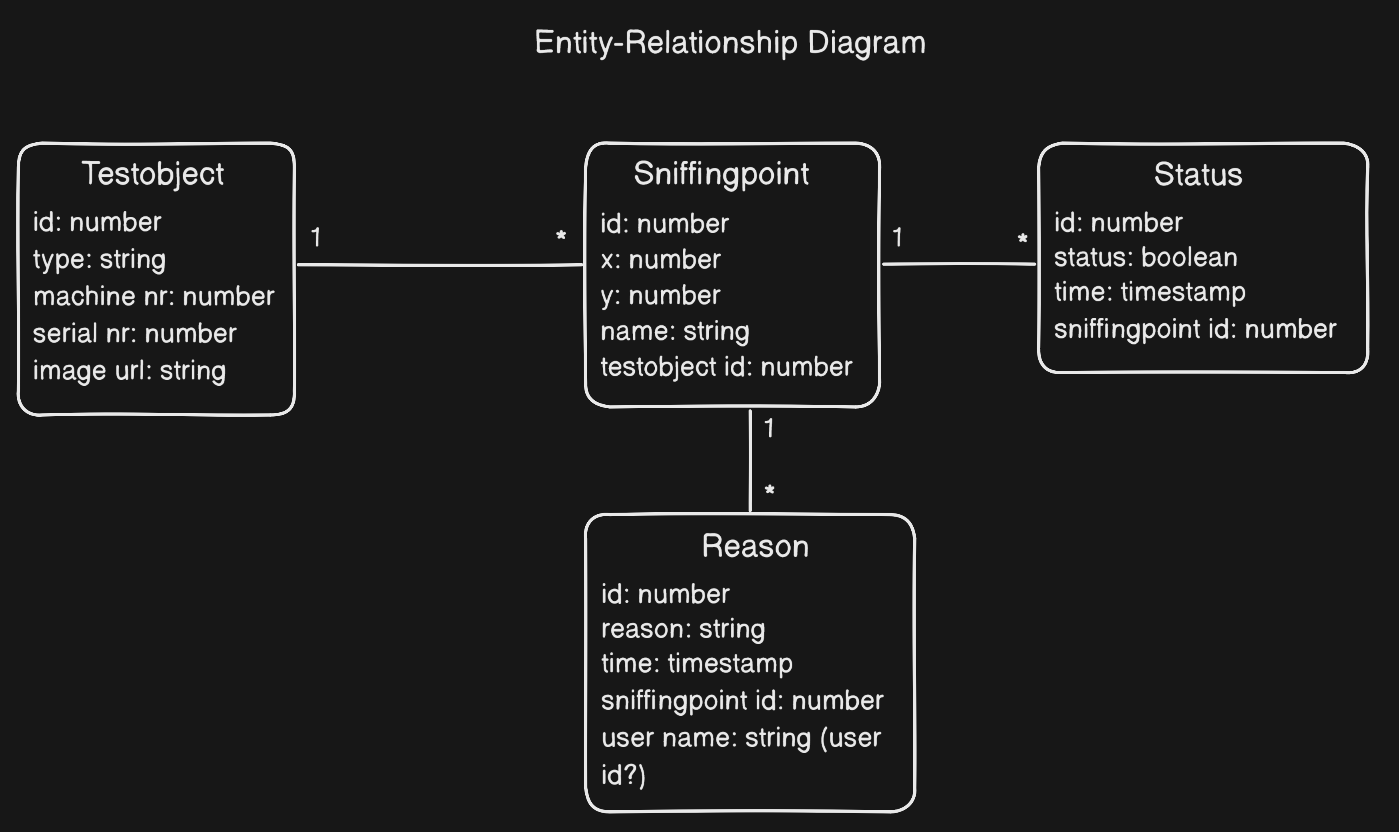 Entity-Relationship Diagram
Testobject
id: number
type: string
machine nr: number
serial nr: number
image url: string
1
*
Sniffingpoint
id: number
x: number
y: number
name: string
testobject id: number
1
*
Status
id: number
status: boolean
time: timestamp
sniffingpoint id: number
1
*
Reason
id: number
reason: string
time: timestamp
sniffingpoint id: number
user name: string (user
id?)